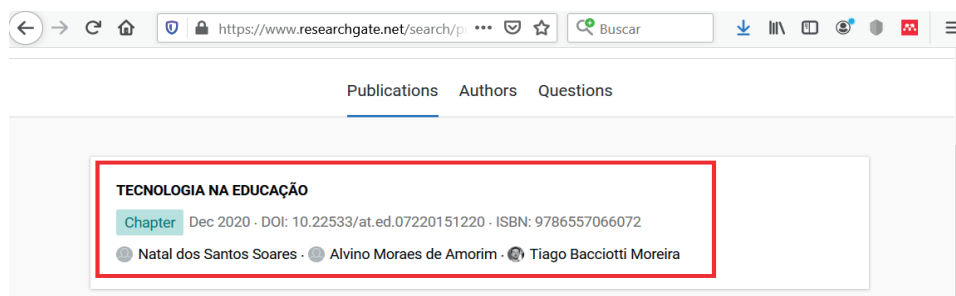 https://www.researchgate.net/search/p
Buscar
Publications Authors Questions
TECNOLOGIA NA EDUCAÇÃO
Chapter Dec 2020 · DOI: 10.22533/at.ed.07220151220 · ISBN: 9786557066072
Natal dos Santos Soares · Alvino Moraes de Amorim · Tiago Bacciotti Moreira